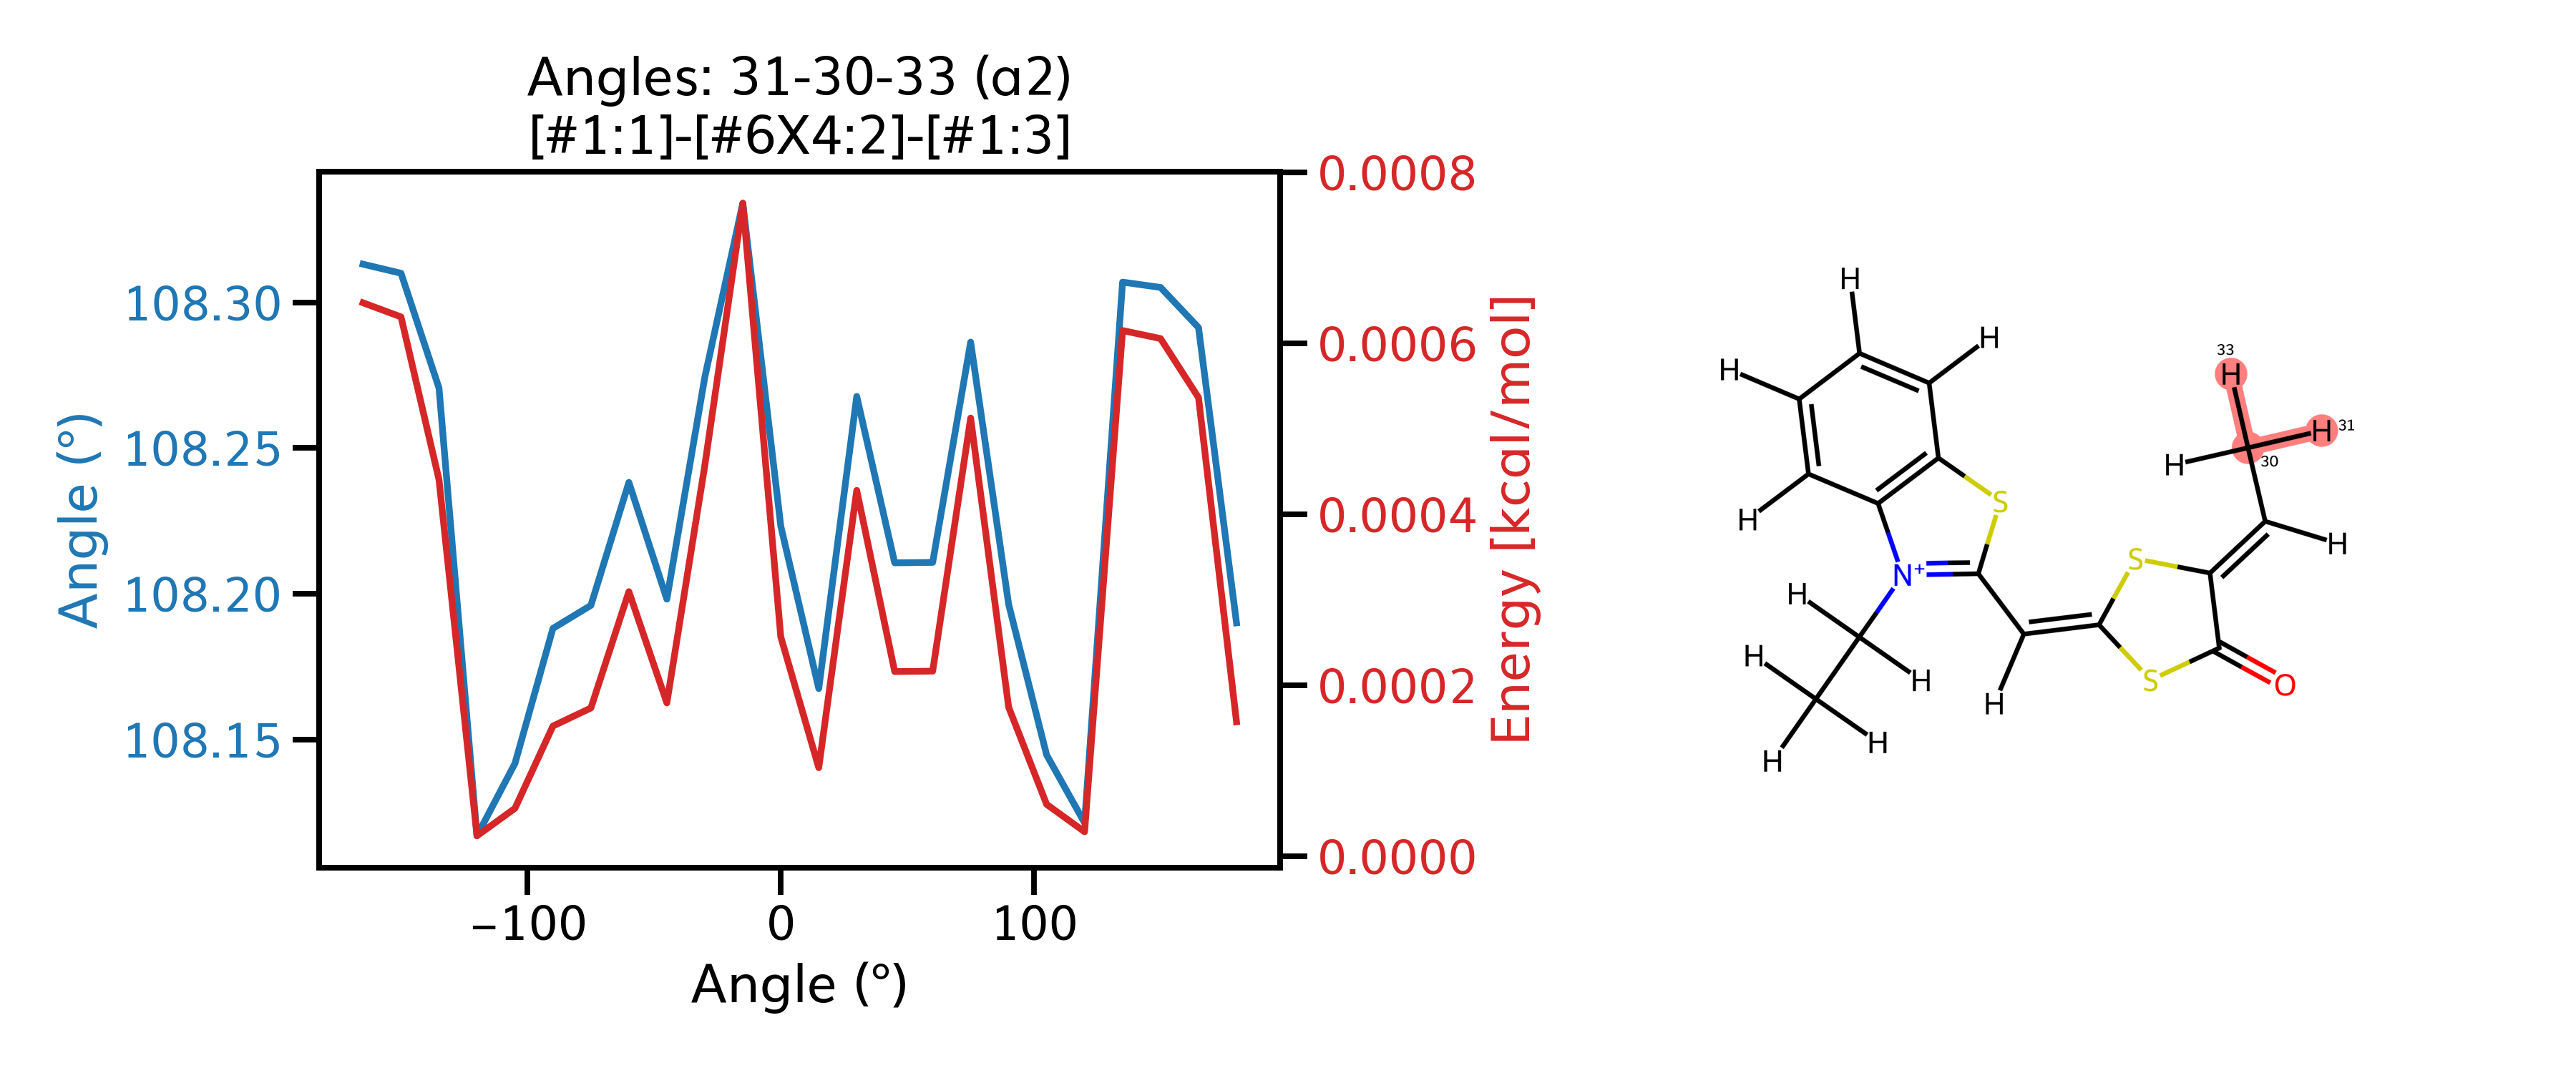 Angles: 31-30-33 (α2)
[#1:1]-[#6X4:2]-[#1:3]
Angle (°)
108.30
108.25
108.20
108.15
0.0008
0.0006
0.0004
0.0002
0.0000
Energy [kcal/mol]
−100
0
100
Angle (°)
H
H
H
33
H
H
31
H
30
H
S
H
S
N⁺
H
H
S
O
H
H
H
H